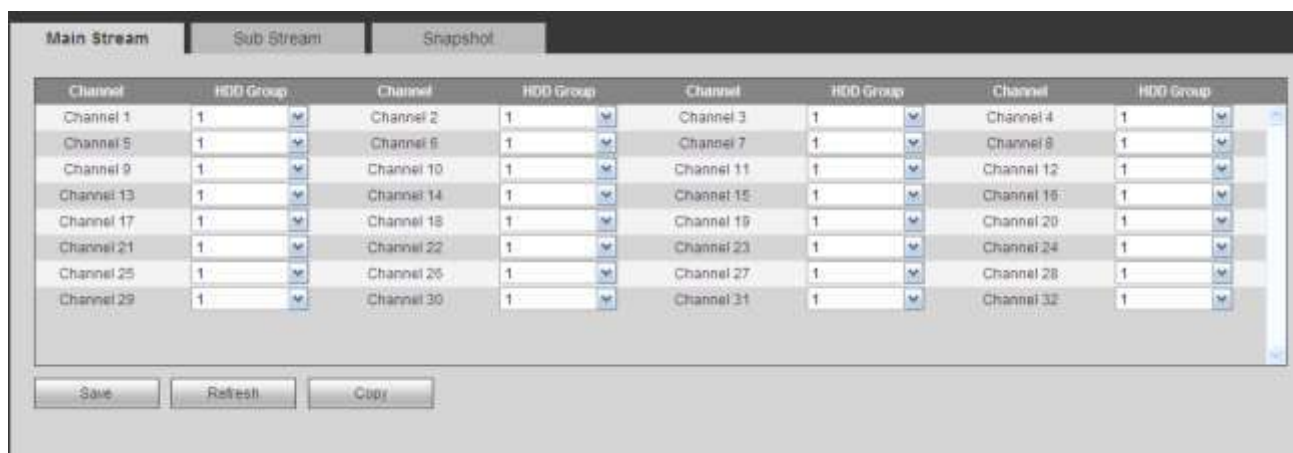 Main Stream Sub Stream Snapshot
Channel HDD Group Channel HDD Group Channel HDD Group Channel HDD Group
Channel 1 1 Channel 2 1 Channel 3 1 Channel 4 1
Channel 5 1 Channel 6 1 Channel 7 1 Channel 8 1
Channel 9 1 Channel 10 1 Channel 11 1 Channel 12 1
Channel 13 1 Channel 14 1 Channel 15 1 Channel 16 1
Channel 17 1 Channel 18 1 Channel 19 1 Channel 20 1
Channel 21 1 Channel 22 1 Channel 23 1 Channel 24 1
Channel 25 1 Channel 26 1 Channel 27 1 Channel 28 1
Channel 29 1 Channel 30 1 Channel 31 1 Channel 32 1
Save Refresh Copy